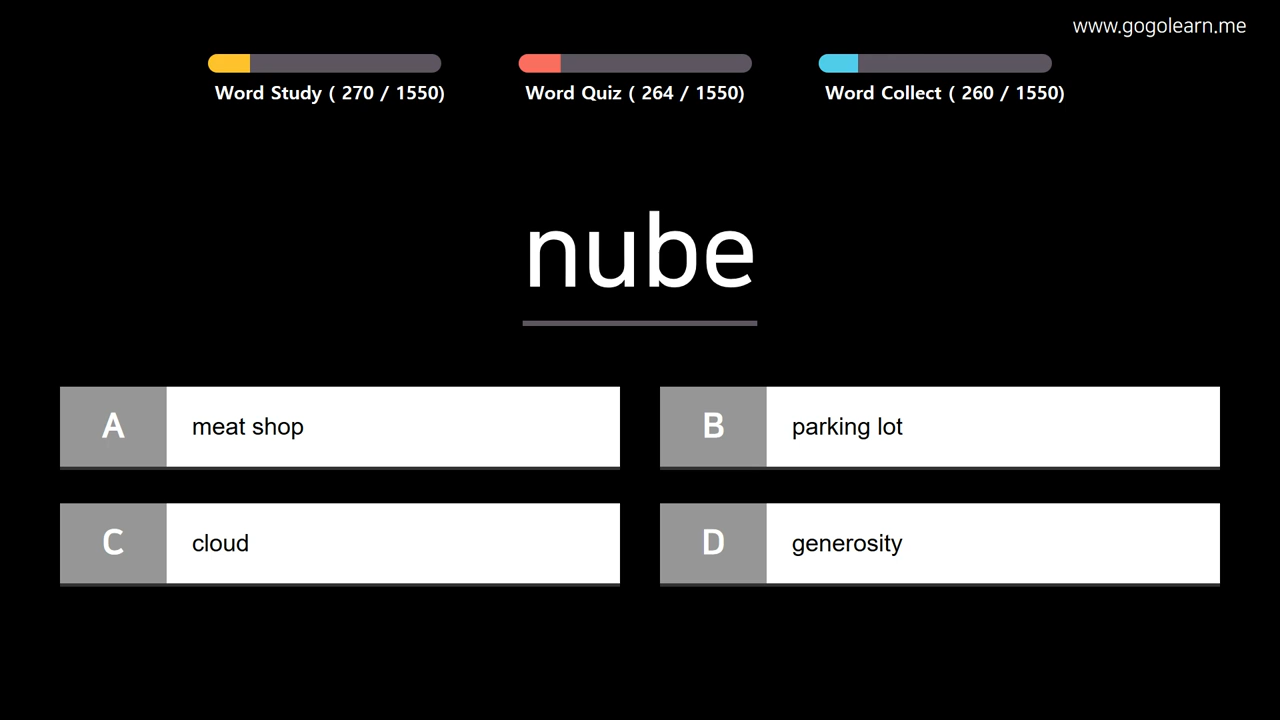 www.gogolearn.me
Word Study ( 270 / 1550)
Word Quiz ( 264 / 1550)
Word Collect ( 260 / 1550)
nube
A
meat shop
B
parking lot
C
cloud
D
generosity